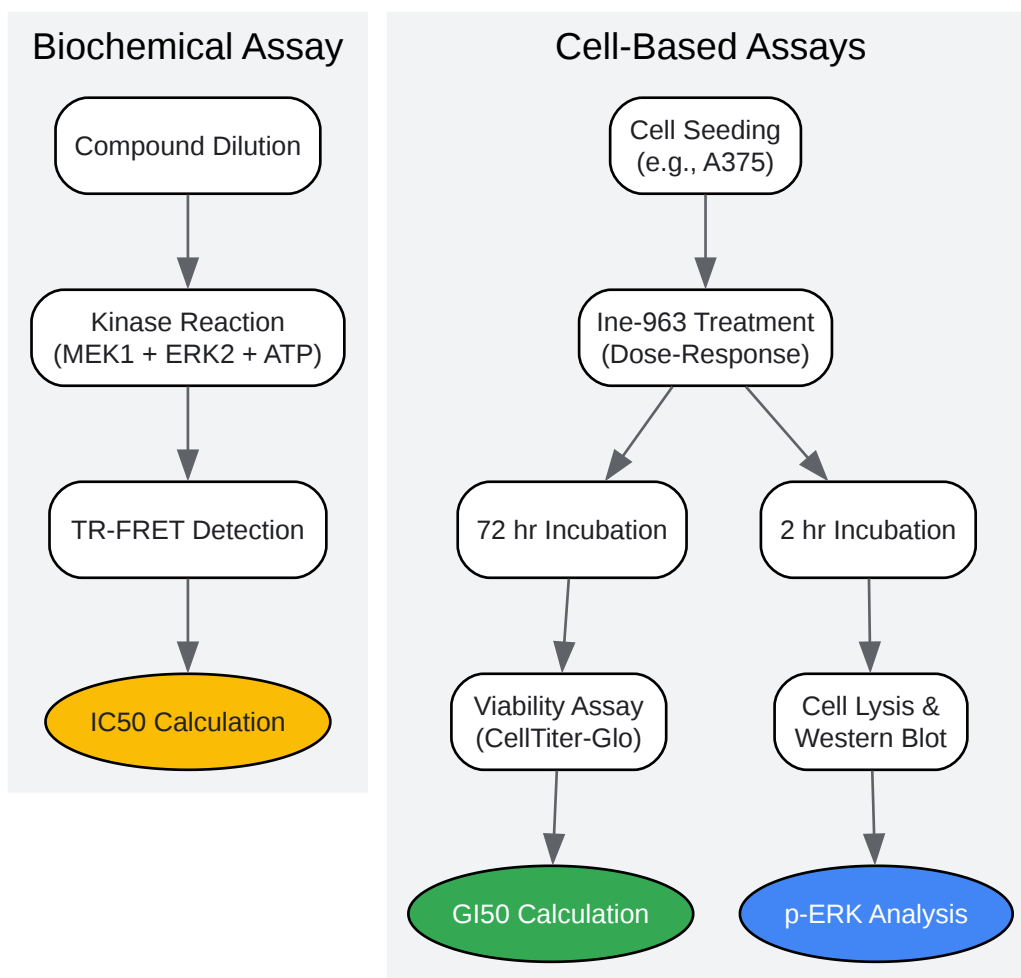 Biochemical Assay
Compound Dilution
Kinase Reaction
(MEK1 + ERK2 + ATP)
TR-FRET Detection
IC50 Calculation
Cell-Based Assays
Cell Seeding
(e.g., A375)
Ine-963 Treatment
(Dose-Response)
72 hr Incubation
2 hr Incubation
Viability Assay
(CellTiter-Glo)
Cell Lysis &
Western Blot
GI50 Calculation
p-ERK Analysis